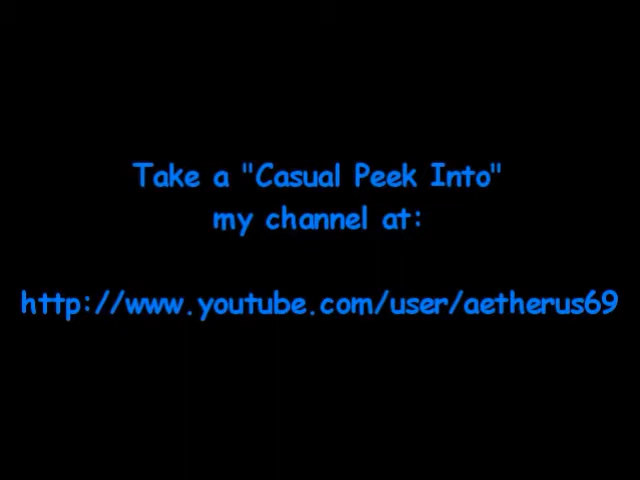 Take a "Casual Peek Into"
my channel at:
http://www.youtube.com/user/aetherus69